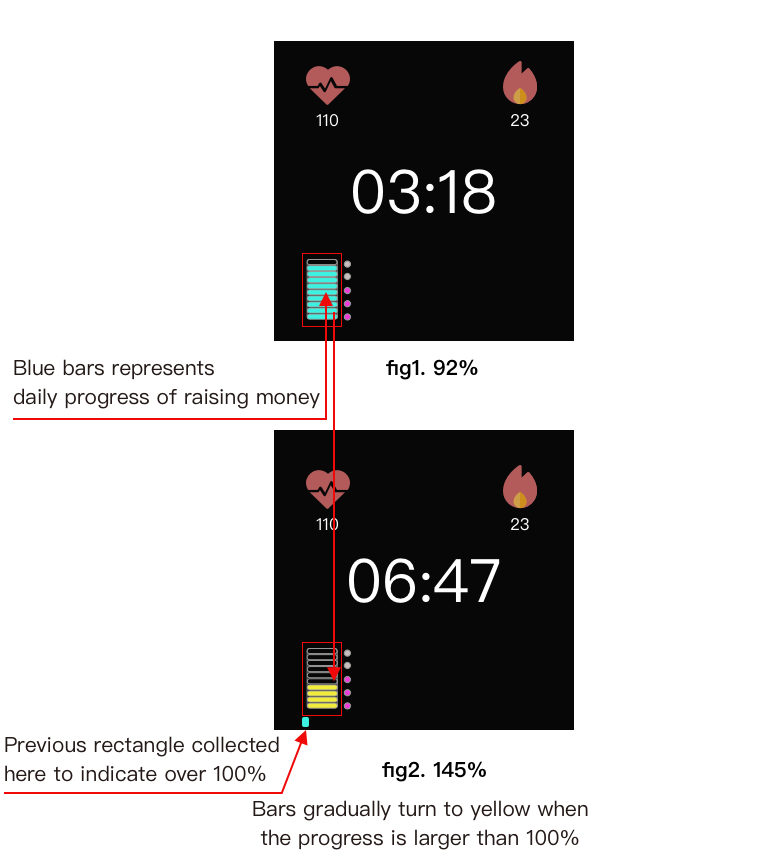 110
23
03:18
Blue bars represents
daily progress of raising money
fig1. 92%
110
23
06:47
Previous rectangle collected
here to indicate over 100%
fig2. 145%
Bars gradually turn to yellow when
the progress is larger than 100%